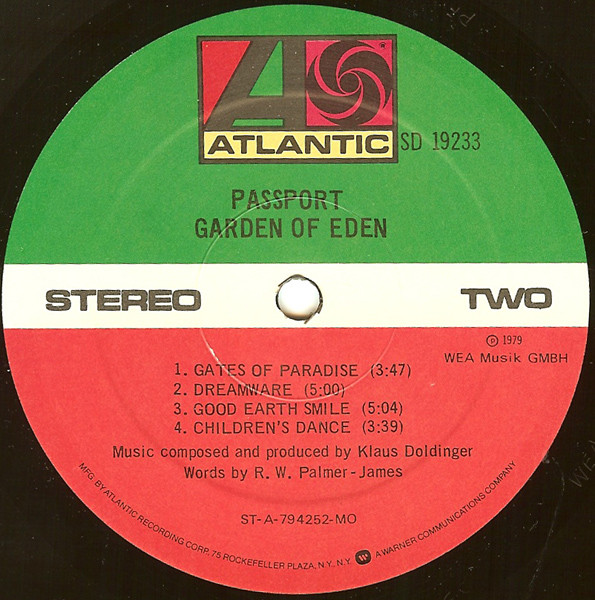 ATLANTIC
SD 19233
PASSPORT
GARDEN OF EDEN
STEREO
TWO
Ⓟ 1979
WEA Musik GMBH
1. GATES OF PARADISE (3:47)
2. DREAMWARE (5:00)
3. GOOD EARTH SMILE (5:04)
4. CHILDREN'S DANCE (3:39)
Music composed and produced by Klaus Doldinger
Words by R. W. Palmer-James
ST-A-794252-MO
MFG. BY ATLANTIC RECORDING CORP. 75 ROCKEFELLER PLAZA, N.Y., N.Y. A WARNER COMMUNICATIONS COMPANY